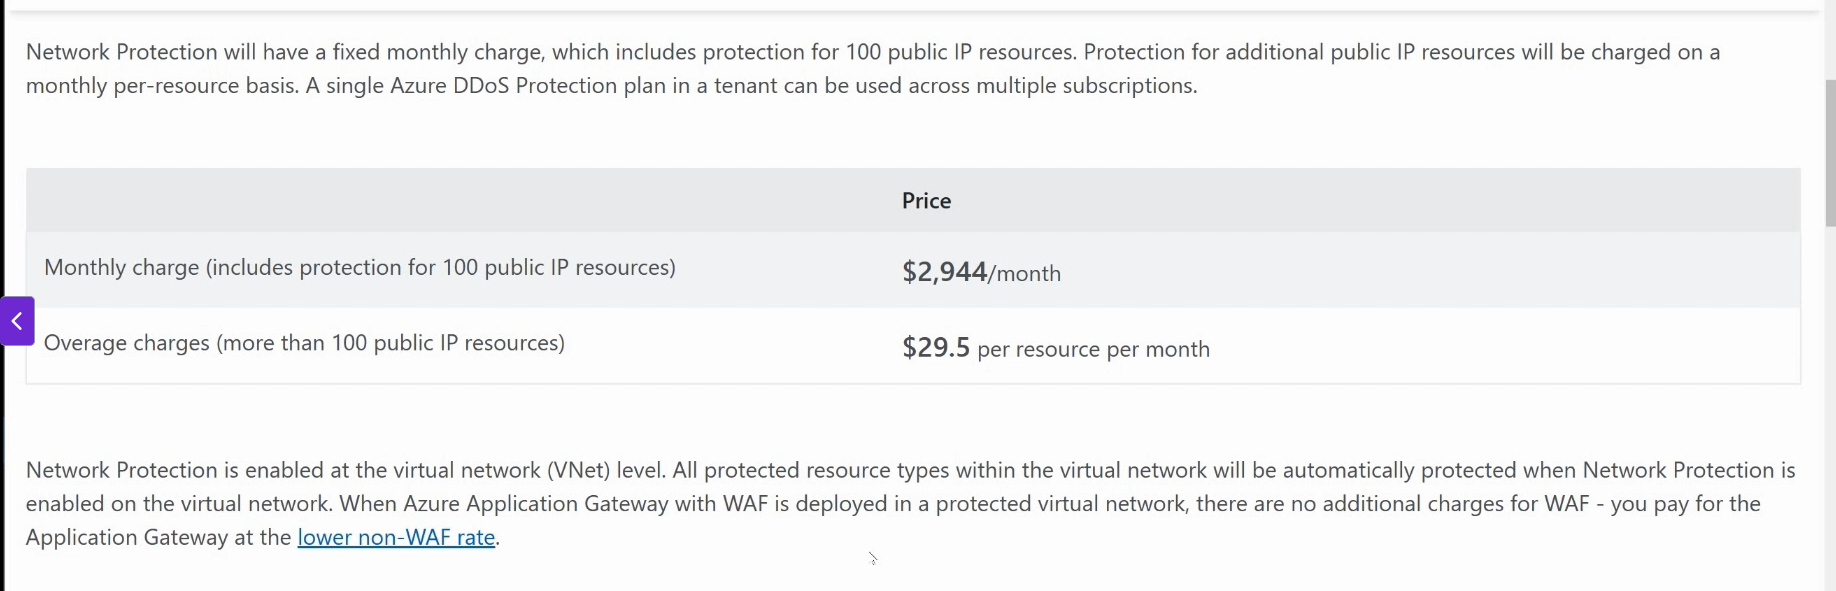 Network Protection will have a fixed monthly charge, which includes protection for 100 public IP resources. Protection for additional public IP resources will be charged on a
monthly per-resource basis. A single Azure DDoS Protection plan in a tenant can be used across multiple subscriptions.
Price
Monthly charge (includes protection for 100 public IP resources)
$2,944/month
Overage charges (more than 100 public IP resources)
$29.5 per resource per month
Network Protection is enabled at the virtual network (VNet) level. All protected resource types within the virtual network will be automatically protected when Network Protection is
enabled on the virtual network. When Azure Application Gateway with WAF is deployed in a protected virtual network, there are no additional charges for WAF - you pay for the
Application Gateway at the lower non-WAF rate.